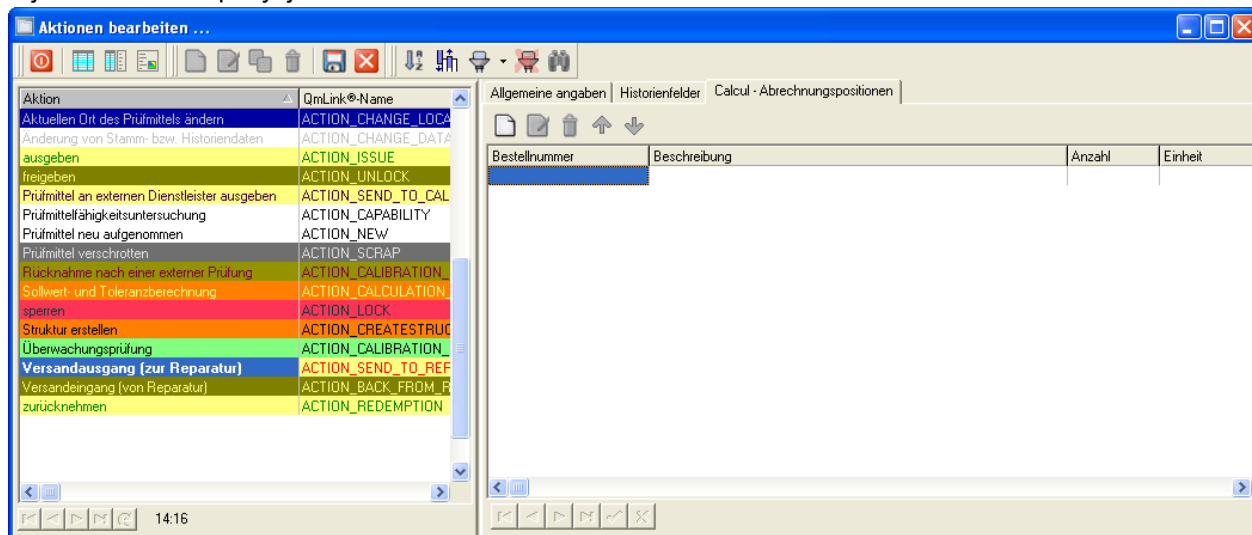 Aktionen bearbeiten ...
Allgemeine angaben Historienfelder Calcul - Abrechnungspositionen
Aktion QmLink®-Name
Aktuellen Ort des Prüfmittels ändern ACTION_CHANGE_LOCA
Änderung von Stamm- bzw. Historiendaten ACTION_CHANGE_DATA
ausgeben ACTION_ISSUE
freigeben ACTION_UNLOCK
Prüfmittel an externen Dienstleister ausgeben ACTION_SEND_TO_CAL
Prüfmittelfähigkeitsuntersuchung ACTION_CAPABILITY
Prüfmittel neu aufgenommen ACTION_NEW
Prüfmittel verschrotten ACTION_SCRAP
Rücknahme nach einer externer Prüfung ACTION_CALIBRATION_
Sollwert- und Toleranzberechnung ACTION_CALCULATION_
sperren ACTION_LOCK
Struktur erstellen ACTION_CREATESTRUC
Überwachungsprüfung ACTION_CALIBRATION_
Versandausgang (zur Reparatur) ACTION_SEND_TO_REP
Versandeingang (von Reparatur) ACTION_BACK_FROM_R
zurücknehmen ACTION_REDEMPTION
14:16
Bestellnummer Beschreibung Anzahl Einheit